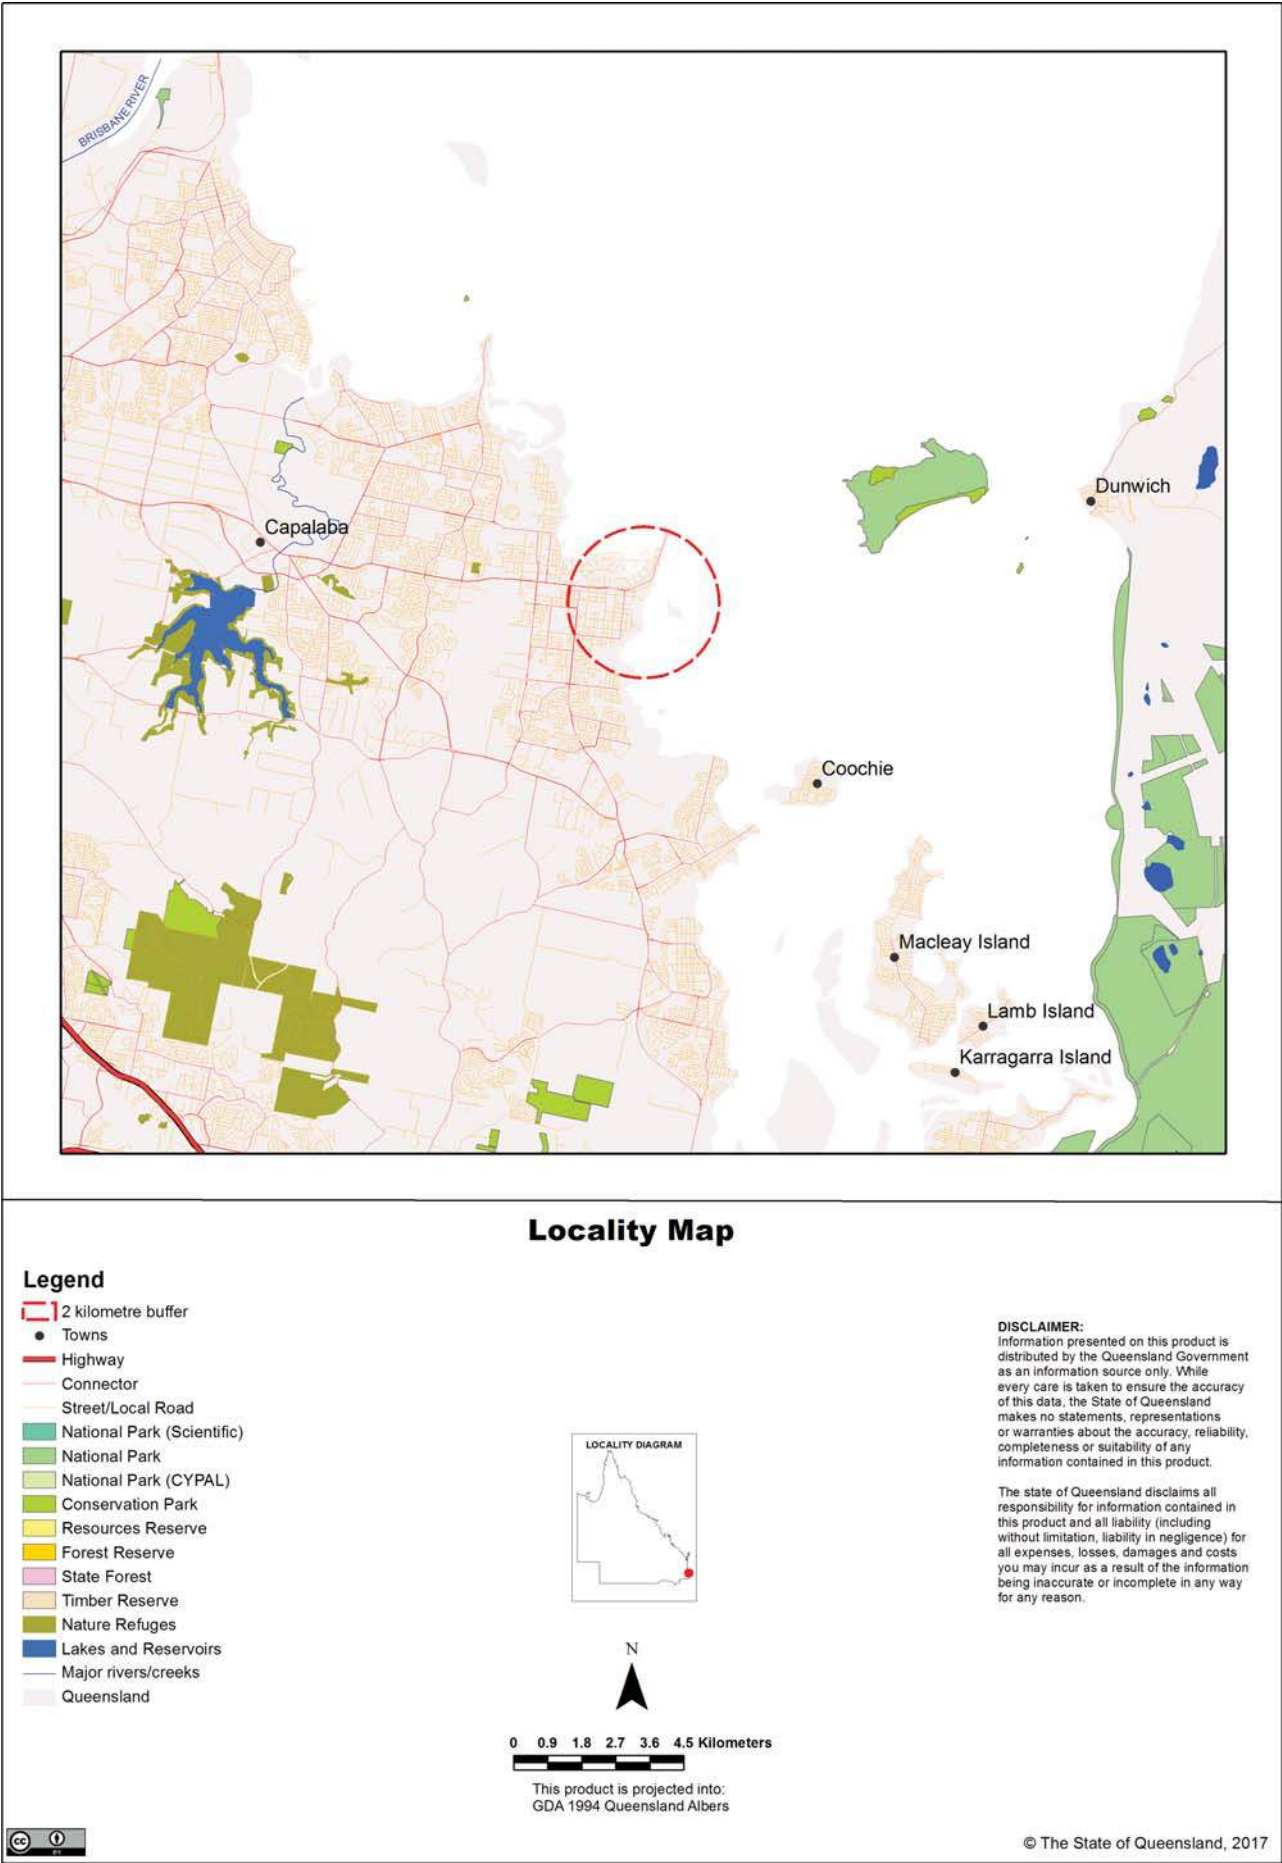 BRISBANE RIVER
Dunwich
Capalaba
Coochie
Macleay Island
Lamb Island
Karragarra Island
Locality Map
Legend
2 kilometre buffer
Towns
Highway
Connector
Street/Local Road
National Park (Scientific)
National Park
National Park (CYPAL)
Conservation Park
Resources Reserve
Forest Reserve
State Forest
Timber Reserve
Nature Refuges
Lakes and Reservoirs
Major rivers/creeks
Queensland
LOCALITY DIAGRAM
N
0 0.9 1.8 2.7 3.6 4.5 Kilometers
This product is projected into:
GDA 1994 Queensland Albers
DISCLAIMER:
Information presented on this product is
distributed by the Queensland Government
as an information source only. While
every care is taken to ensure the accuracy
of this data, the State of Queensland
makes no statements, representations
or warranties about the accuracy, reliability,
completeness or suitability of any
information contained in this product.
The state of Queensland disclaims all
responsibility for information contained in
this product and all liability (including
without limitation, liability in negligence) for
all expenses, losses, damages and costs
you may incur as a result of the information
being inaccurate or incomplete in any way
for any reason.
cc
BY
© The State of Queensland, 2017